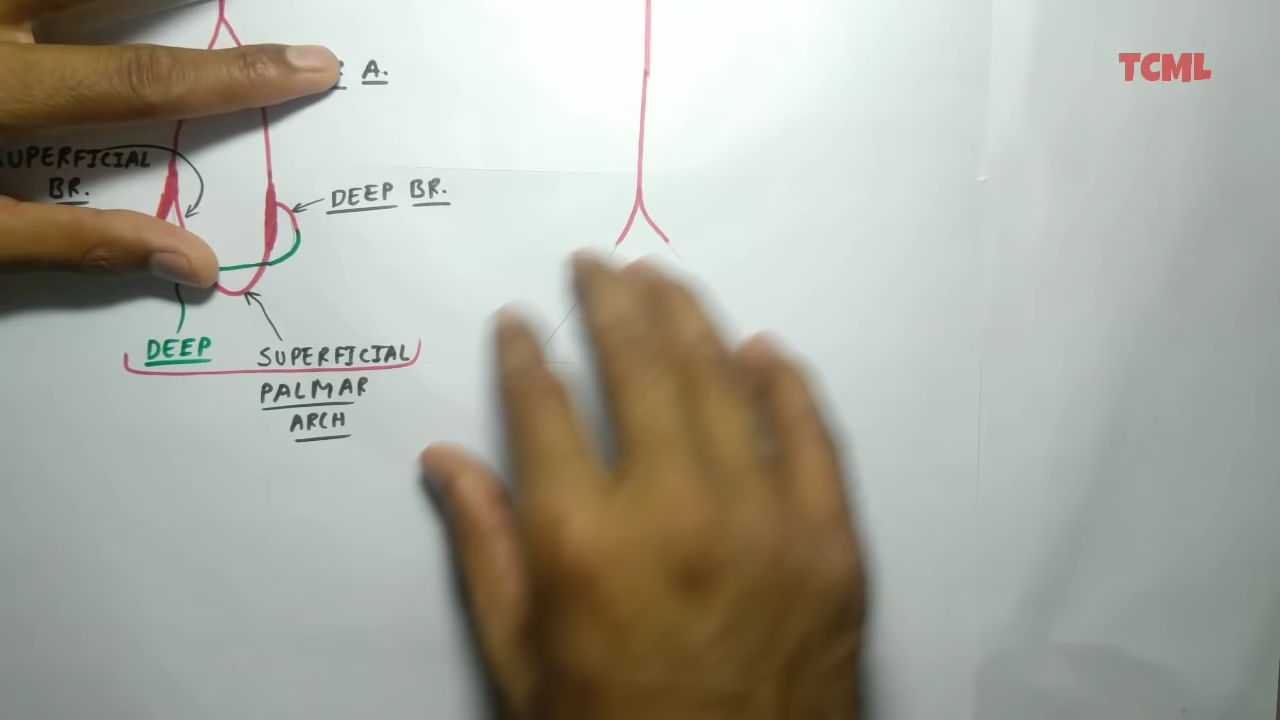 TCML
A.
SUPERFICIAL
BR.
DEEP BR.
DEEP
SUPERFICIAL
PALMAR
ARCH